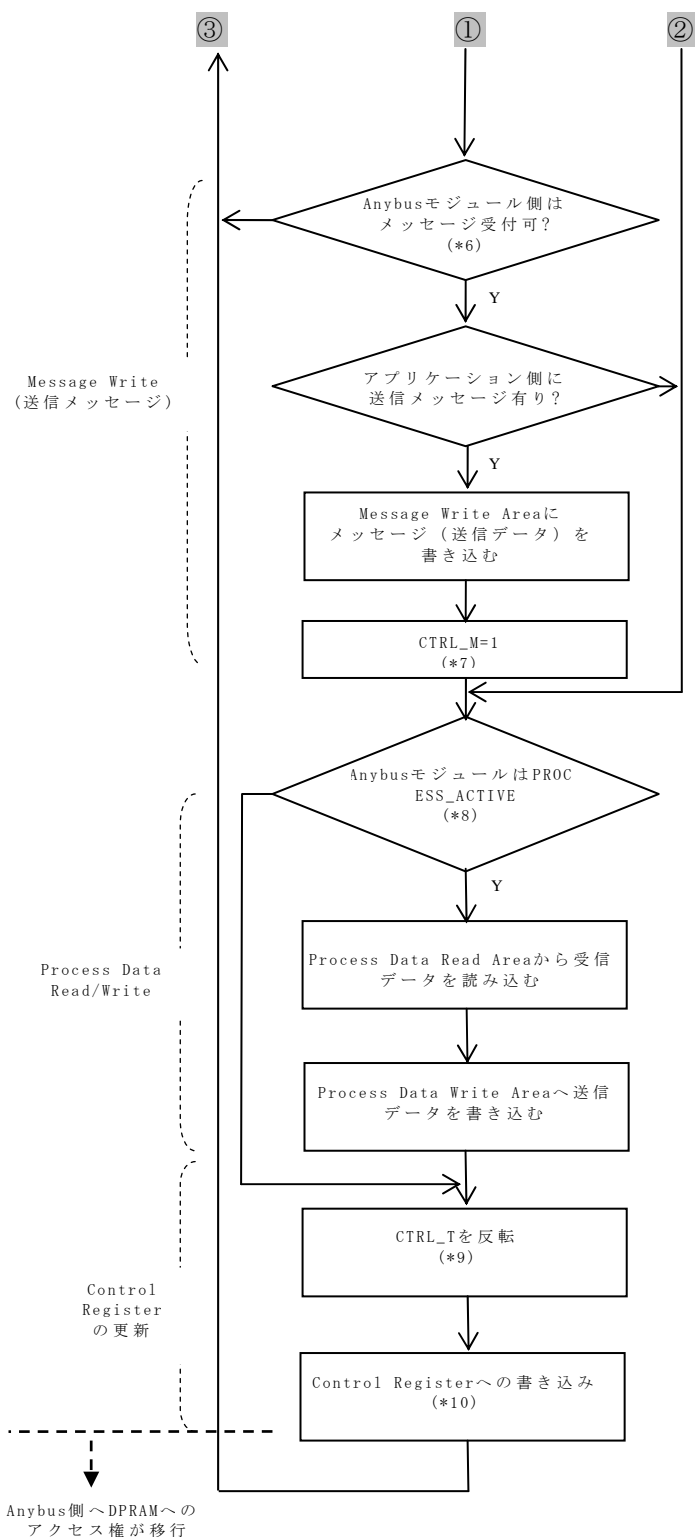 ③
①
②
Anybusモジュール側は
メッセージ受付可?
(*6)
Y
アプリケーション側に
送信メッセージ有り?
Y
Message Write
(送信メッセージ)
Message Write Areaに
メッセージ(送信データ)を
書き込む
CTRL_M=1
(*7)
AnybusモジュールはPROC
ESS_ACTIVE
(*8)
Y
Process Data
Read/Write
Process Data Read Areaから受信
データを読み込む
Process Data Write Areaへ送信
データを書き込む
CTRL_Tを反転
(*9)
Control
Register
の更新
Control Registerへの書き込み
(*10)
Anybus側へDPRAMへの
アクセス権が移行